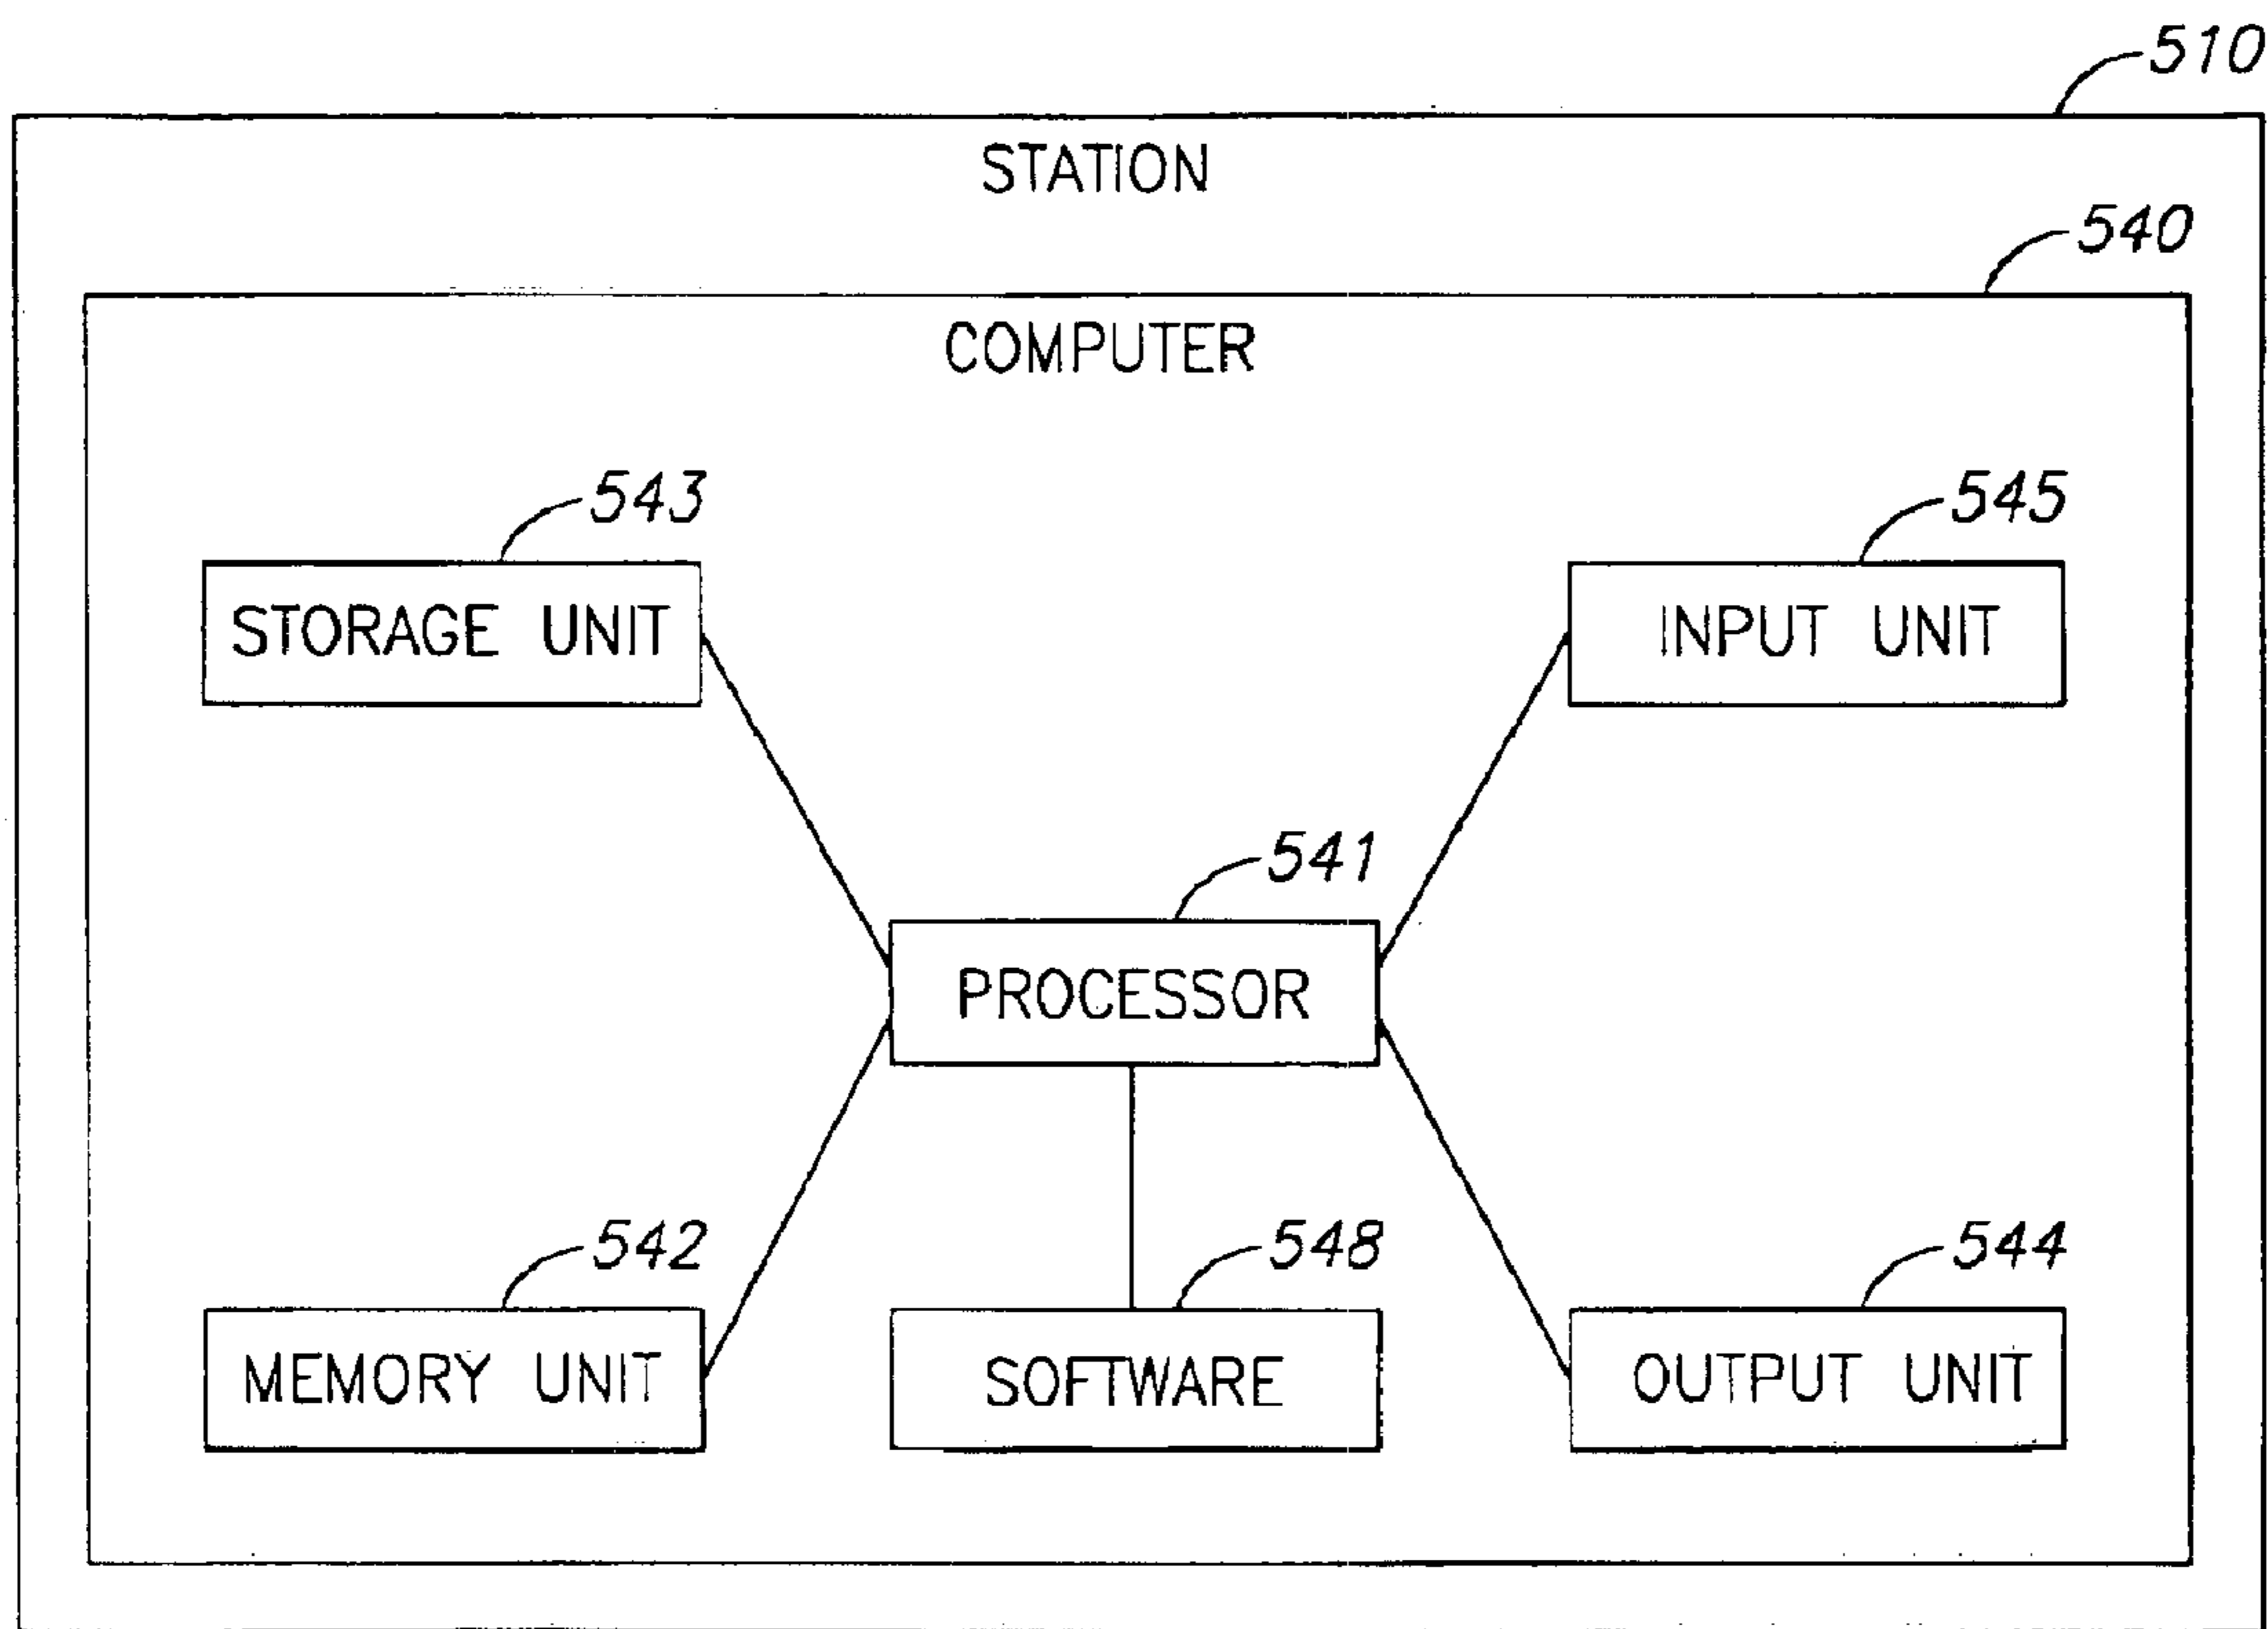 510
STATION
540
COMPUTER
543
545
STORAGE UNIT
INPUT UNIT
541
PROCESSOR
542
548
544
MEMORY UNIT
SOFTWARE
OUTPUT UNIT